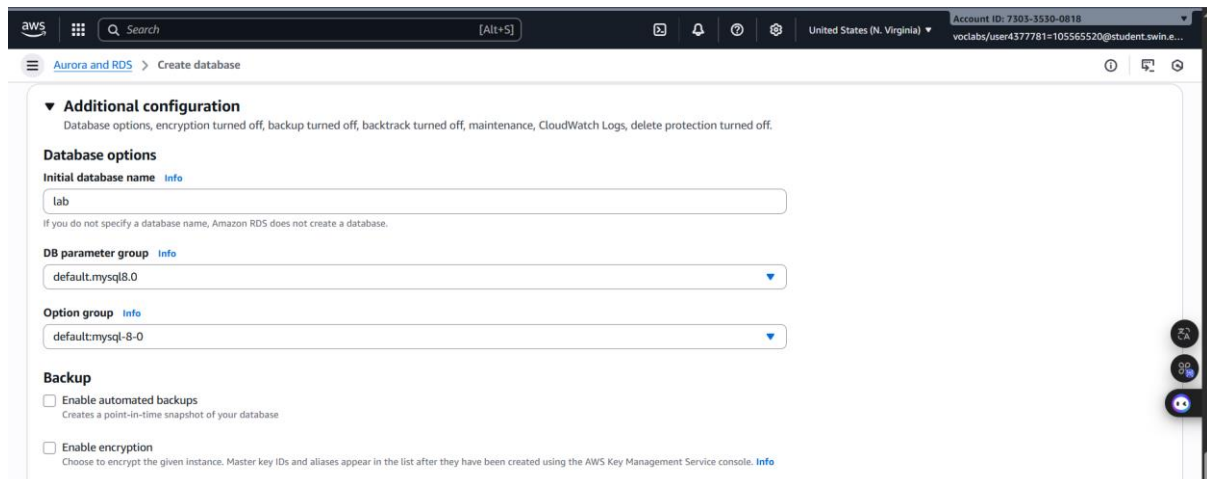 aws
Search
[Alt+S]
United States (N. Virginia)
Account ID: 7303-3530-0818
voclabs/user4377781=105565520@student.swin.e...
Aurora and RDS > Create database
Additional configuration
Database options, encryption turned off, backup turned off, backtrack turned off, maintenance, CloudWatch Logs, delete protection turned off.
Database options
Initial database name Info
lab
If you do not specify a database name, Amazon RDS does not create a database.
DB parameter group Info
default.mysql8.0
Option group Info
default:mysql-8-0
Backup
Enable automated backups
Creates a point-in-time snapshot of your database
Enable encryption
Choose to encrypt the given instance. Master key IDs and aliases appear in the list after they have been created using the AWS Key Management Service console. Info